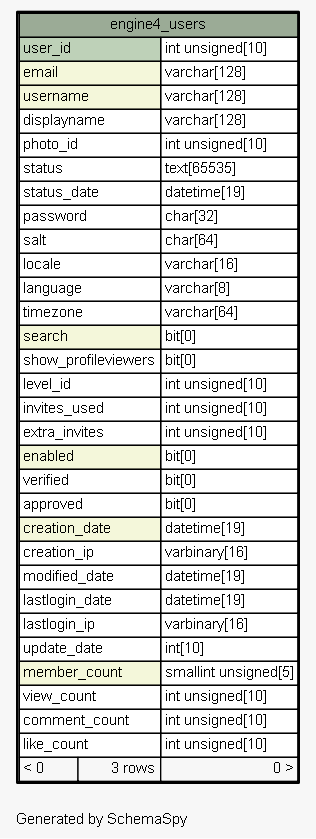 engine4_users
user_id int unsigned[10]
email varchar[128]
username varchar[128]
displayname varchar[128]
photo_id int unsigned[10]
status text[65535]
status_date datetime[19]
password char[32]
salt char[64]
locale varchar[16]
language varchar[8]
timezone varchar[64]
search bit[0]
show_profileviewers bit[0]
level_id int unsigned[10]
invites_used int unsigned[10]
extra_invites int unsigned[10]
enabled bit[0]
verified bit[0]
approved bit[0]
creation_date datetime[19]
creation_ip varbinary[16]
modified_date datetime[19]
lastlogin_date datetime[19]
lastlogin_ip varbinary[16]
update_date int[10]
member_count smallint unsigned[5]
view_count int unsigned[10]
comment_count int unsigned[10]
like_count int unsigned[10]
< 0 3 rows 0 >
Generated by SchemaSpy